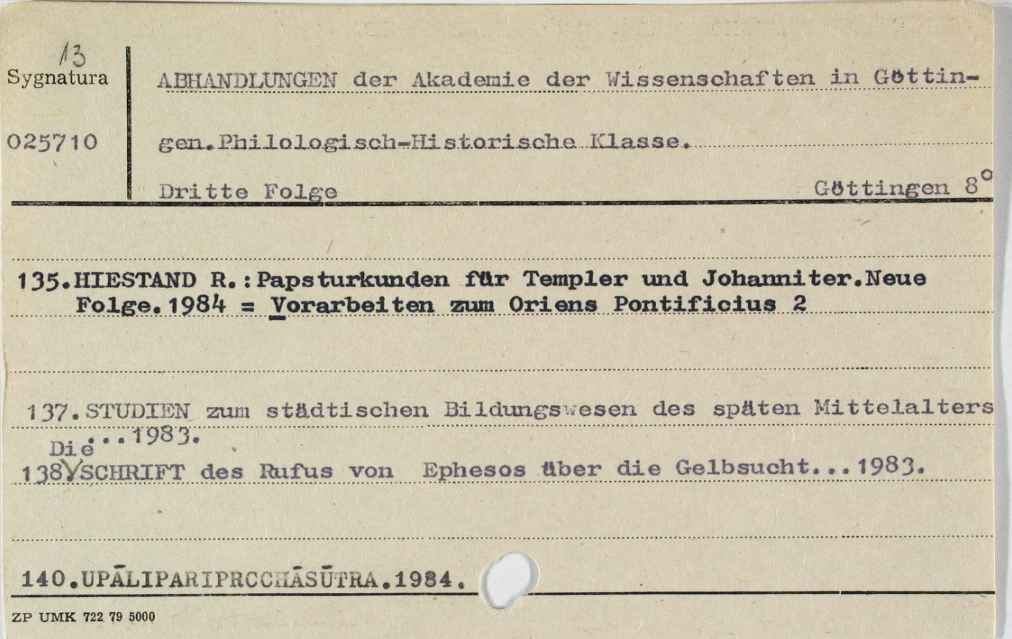 13
Sygnatura
ABHANDLUNGEN der Akademie der Wissenschaften in Göttin-
025710
gen.Philologisch-Historische Klasse.
Dritte Folge Göttingen 8°
135.HIESTAND R.:Papsturkunden für Templer und Johanniter.Neue
Folge.1984 = Vorarbeiten zum Oriens Pontificius 2
137.STUDIEN zum städtischen Bildungswesen des späten Mittelalters
...1983.
Die
138.SCHRIFT des Rufus von Ephesos über die Gelbsucht...1983.
140.UPĀLIPARIPRCCHĀSŪTRA.1984.
ZP UMK 722 79 5000